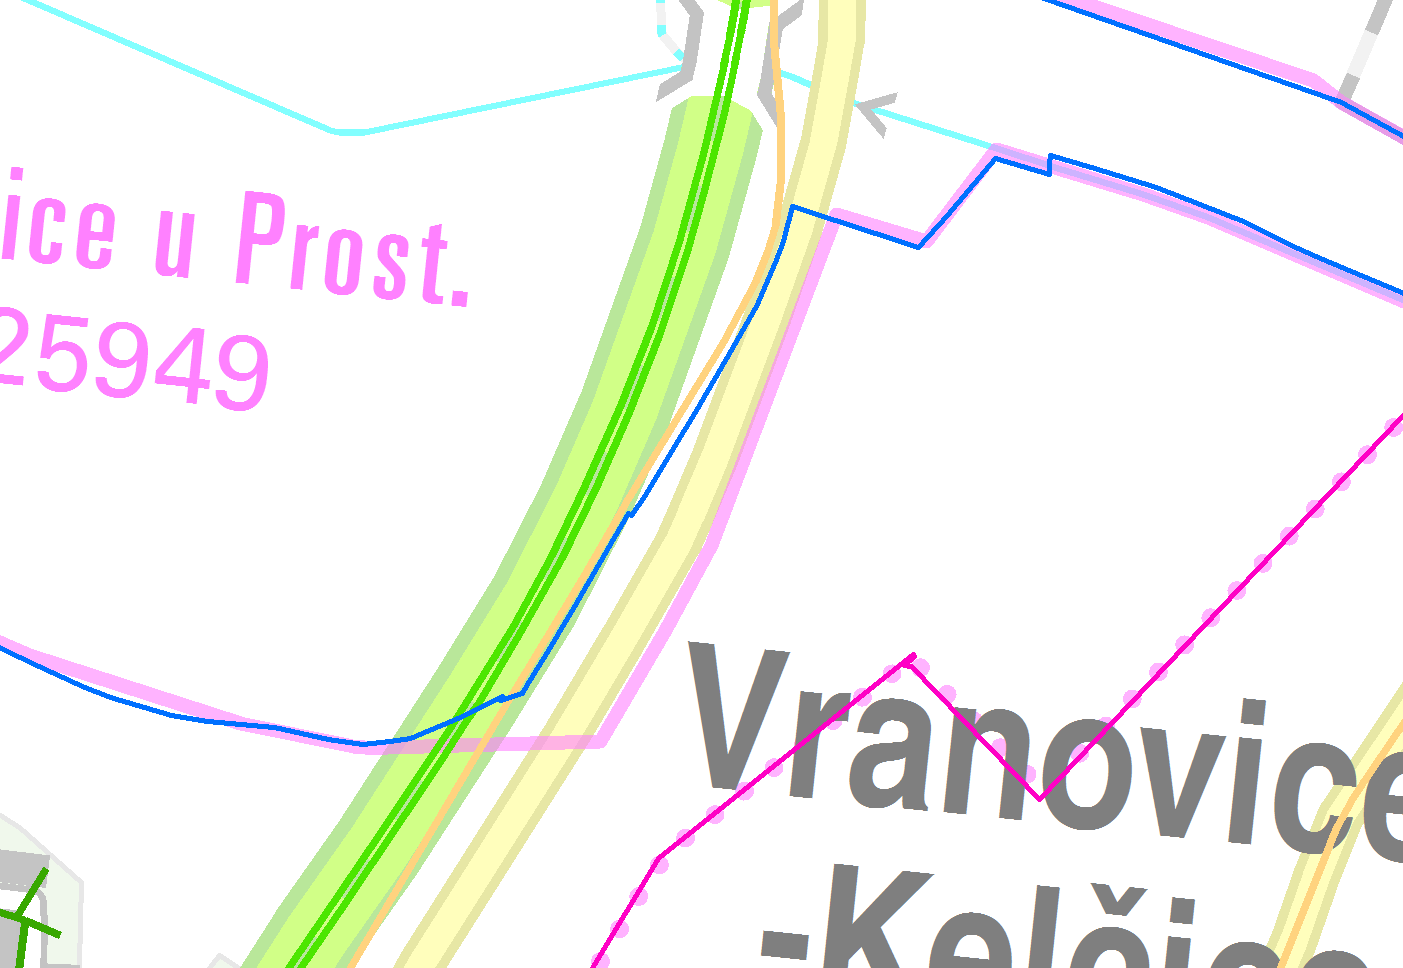 ice u Prost.
25949
Vranovice
-Kelčice